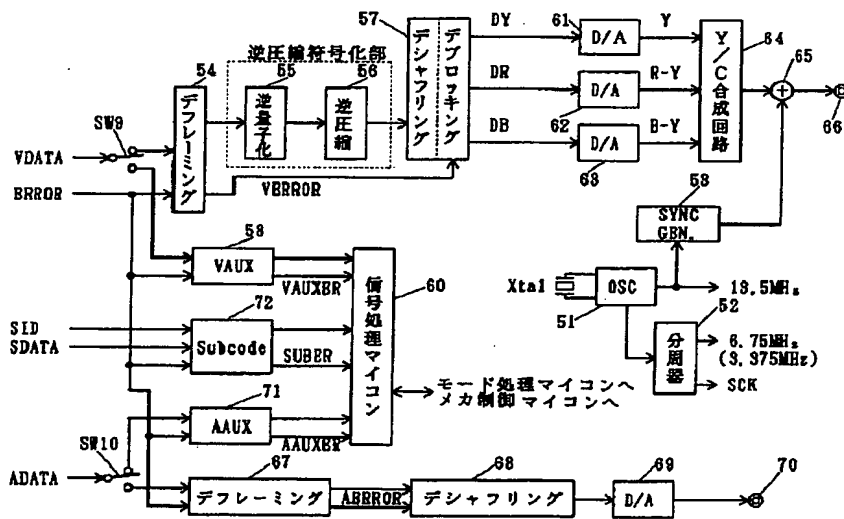 逆圧縮符号化部
54
55
56
57
DY
61
Y
64
デフレーミング
逆量子化
逆圧縮
デシャフリング
デブロッキング
D/A
Y/C合成回路
65
DR
D/A
R-Y
62
66
DB
D/A
B-Y
63
SW9
VDATA
ERROR
VERROR
53
SYNC
GEN.
58
VAUX
VAUXER
信号処理マイコン
60
Xtal
OSC
13.5MHz
51
52
72
SID
SDATA
Subcode
SUBER
分周器
6.75MHz
(3.375MHz)
SCK
モード処理マイコンへ
メカ制御マイコンへ
71
AAUX
AAUXER
SW10
ADATA
67
デフレーミング
AERROR
68
デシャフリング
69
D/A
70